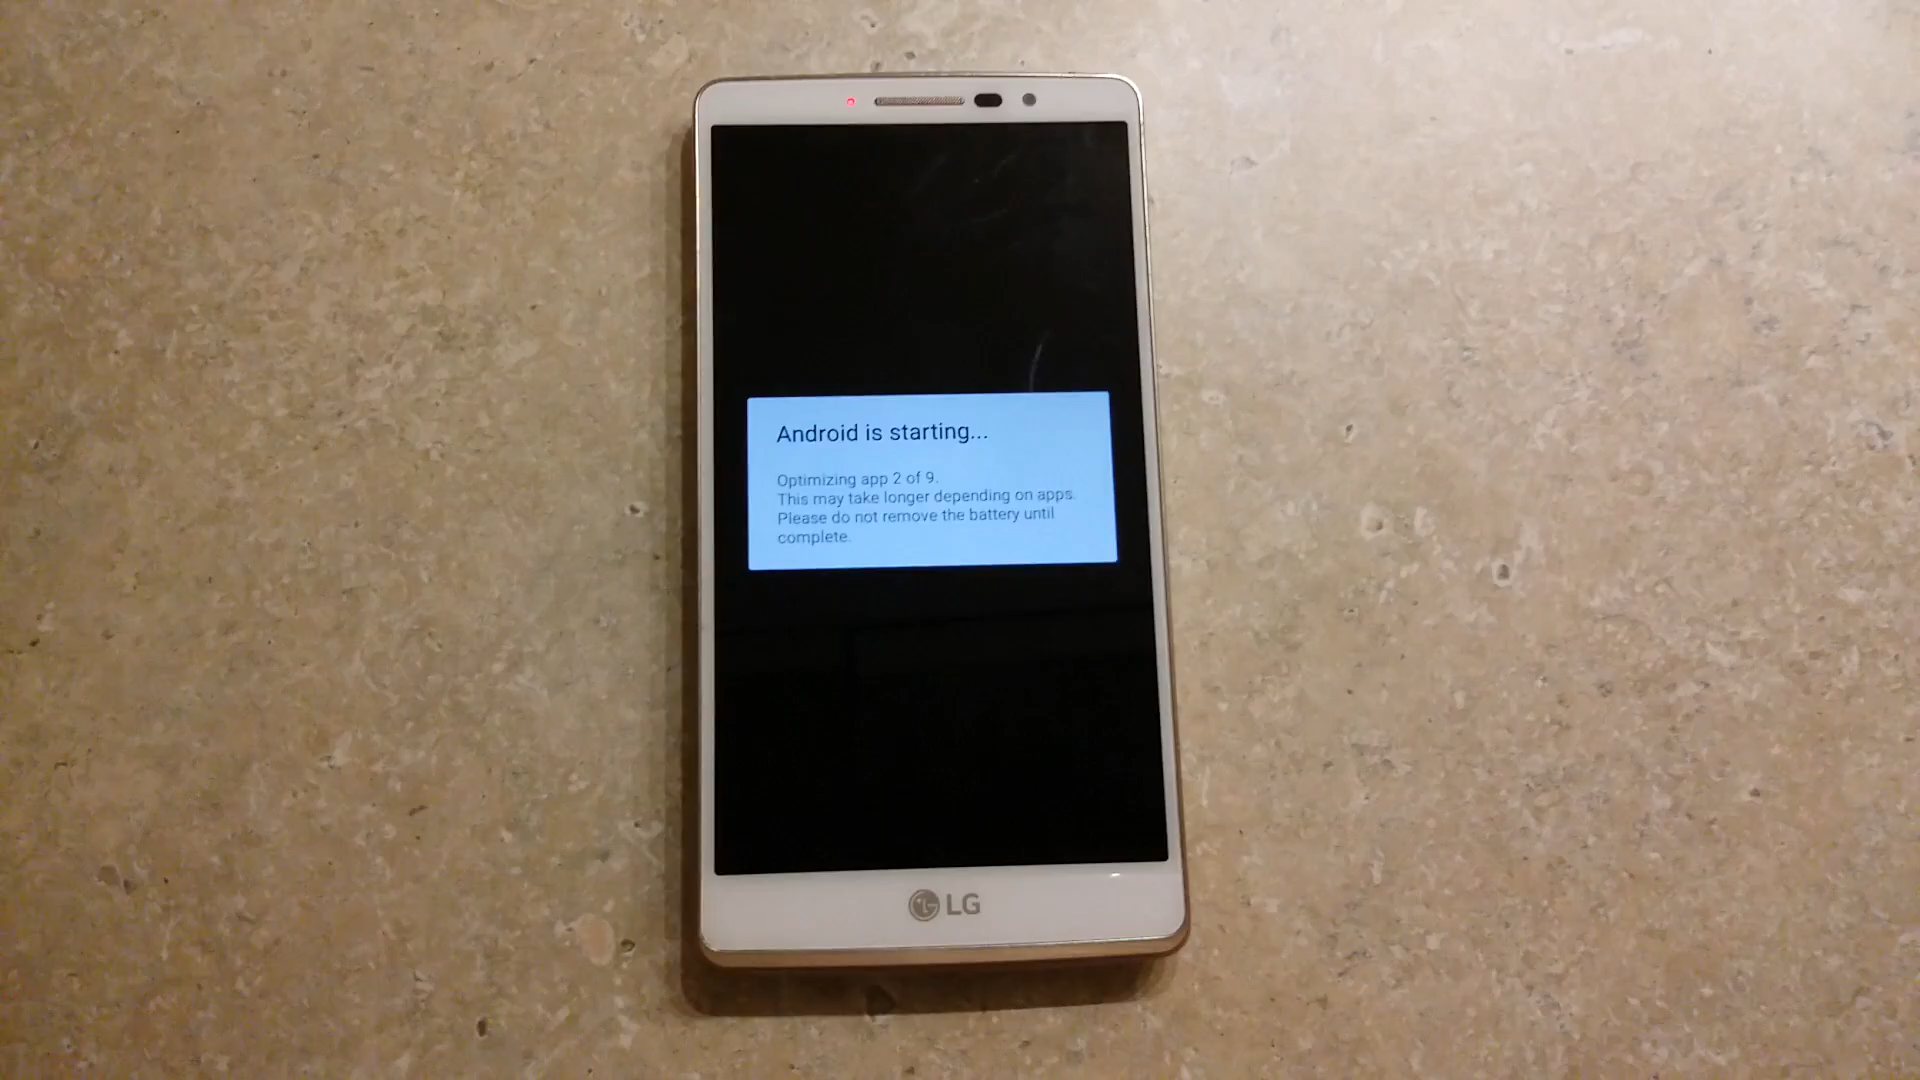 Android is starting...
Optimizing app 2 of 9.
This may take longer depending on apps.
Please do not remove the battery until
complete.
LG